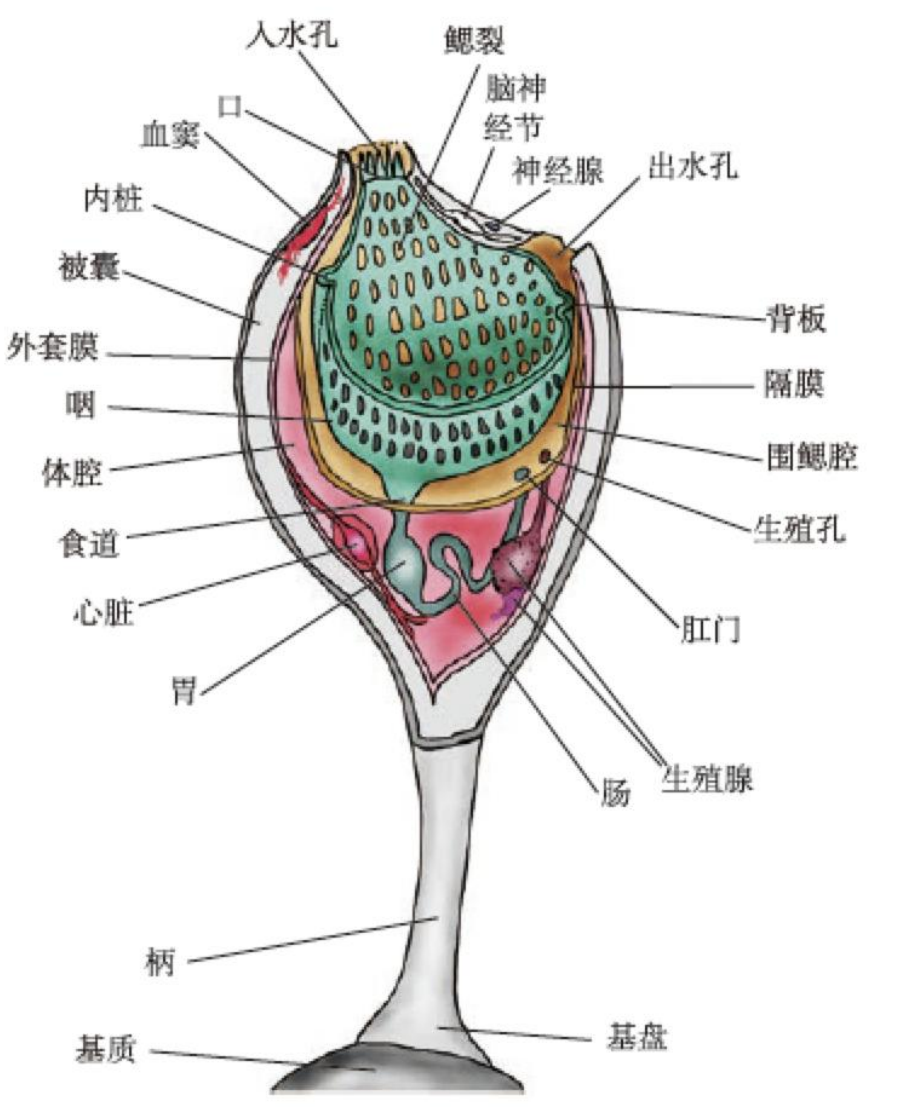 入水孔
鳃裂
脑神
经节
口
血窦
神经腺
出水孔
内桩
被囊
背板
外套膜
隔膜
咽
围鳃腔
体腔
生殖孔
食道
心脏
肛门
胃
肠
生殖腺
柄
基盘
基质